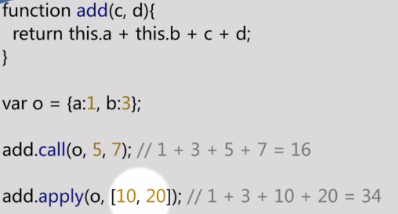 function add(c, d){
return this.a + this.b + c + d;
}
var o = {a:1, b:3};
add.call(o, 5, 7); // 1 + 3 + 5 + 7 = 16
add.apply(o, [10, 20]); // 1 + 3 + 10 + 20 = 34